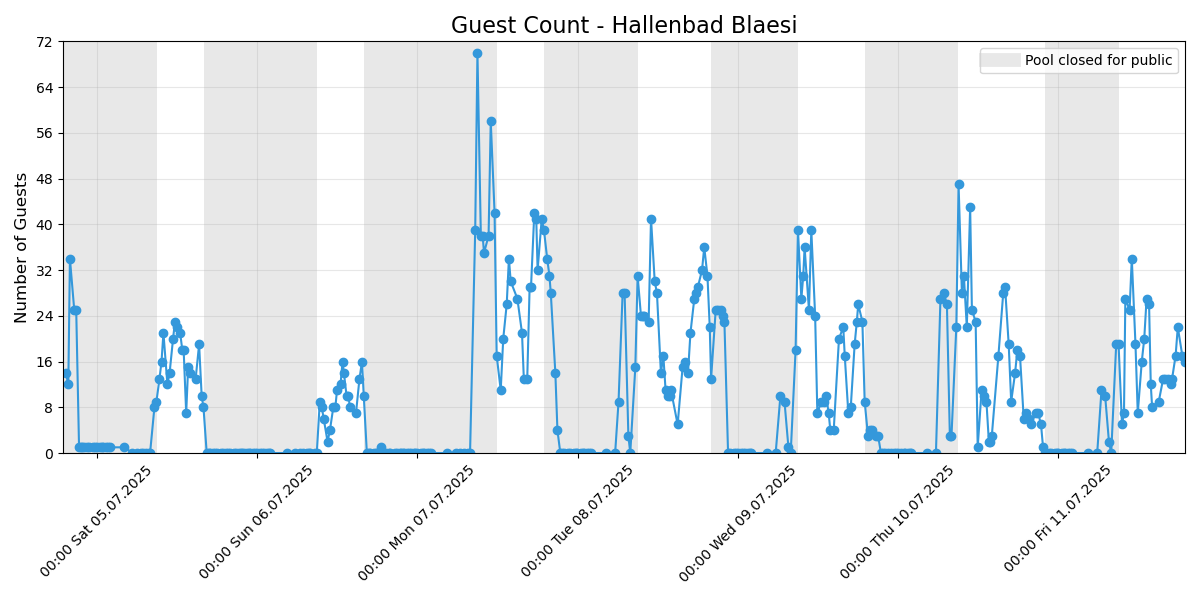 Guest Count - Hallenbad Blaesi
Pool closed for public
Number of Guests
72
64
56
48
40
32
24
16
8
0
00:00 Sat 05.07.2025
00:00 Sun 06.07.2025
00:00 Mon 07.07.2025
00:00 Tue 08.07.2025
00:00 Wed 09.07.2025
00:00 Thu 10.07.2025
00:00 Fri 11.07.2025